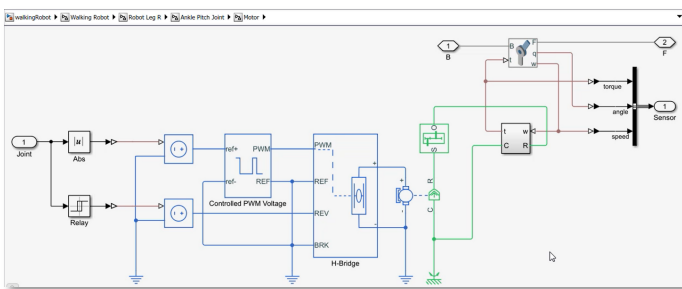 walkingRobot Walking Robot Robot Leg R Ankle Pitch Joint Motor
1
B
B
t
F
q
w
2
F
torque
angle
speed
1
Sensor
1
Joint
|u|
Abs
Relay
ref+
PWM
ref-
REF
Controlled PWM Voltage
PWM
REF
REV
BRK
H-Bridge
+
-
+
-
S
O
R
C
t
w
C
R